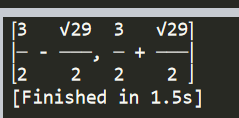 ⎡3   √29  3   √29⎤
⎢─ - ───, ─ + ───⎥
⎣2    2   2    2 ⎦
[Finished in 1.5s]